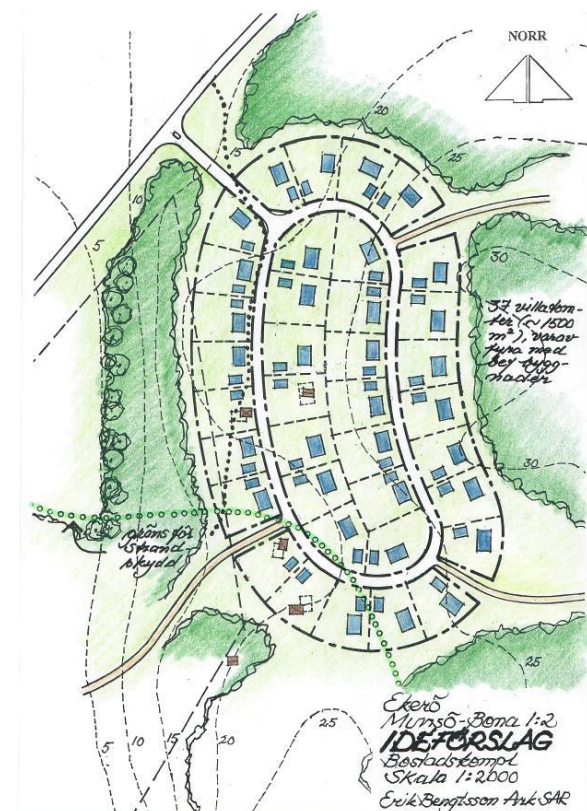 NORR
20
25
15
10
5
30
37 villatom-
ter (c:a 1500
m²), varav
fyra med
bef bygg-
nader
30
gräns för
strand
skydd
25
5
10
15
20
25
Ekerö
Munsö-Bona 1:2
IDEFÖRSLAG
Bostadskompl
Skala 1:2000
Erik Bengtsson Ark SAR